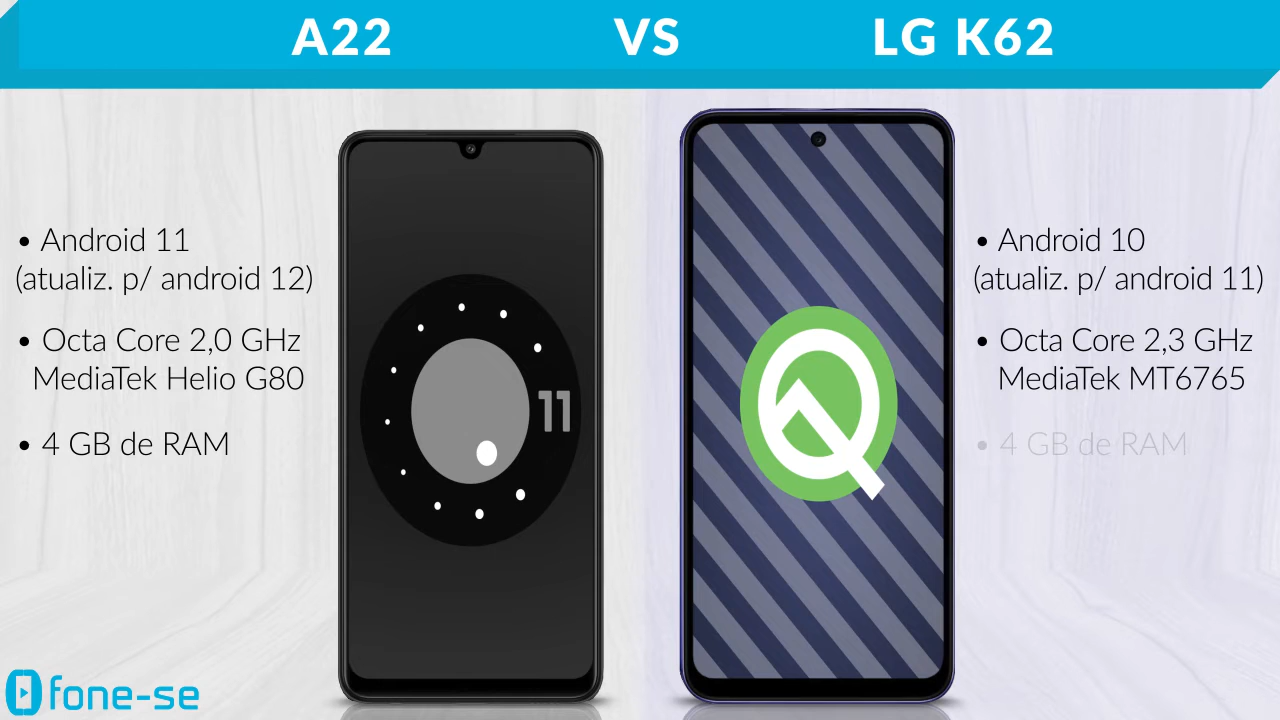 A22 VS LG K62
• Android 11
(atualiz. p/ android 12)
• Octa Core 2,0 GHz
MediaTek Helio G80
• 4 GB de RAM
11
• Android 10
(atualiz. p/ android 11)
• Octa Core 2,3 GHz
MediaTek MT6765
• 4 GB de RAM
fone-se